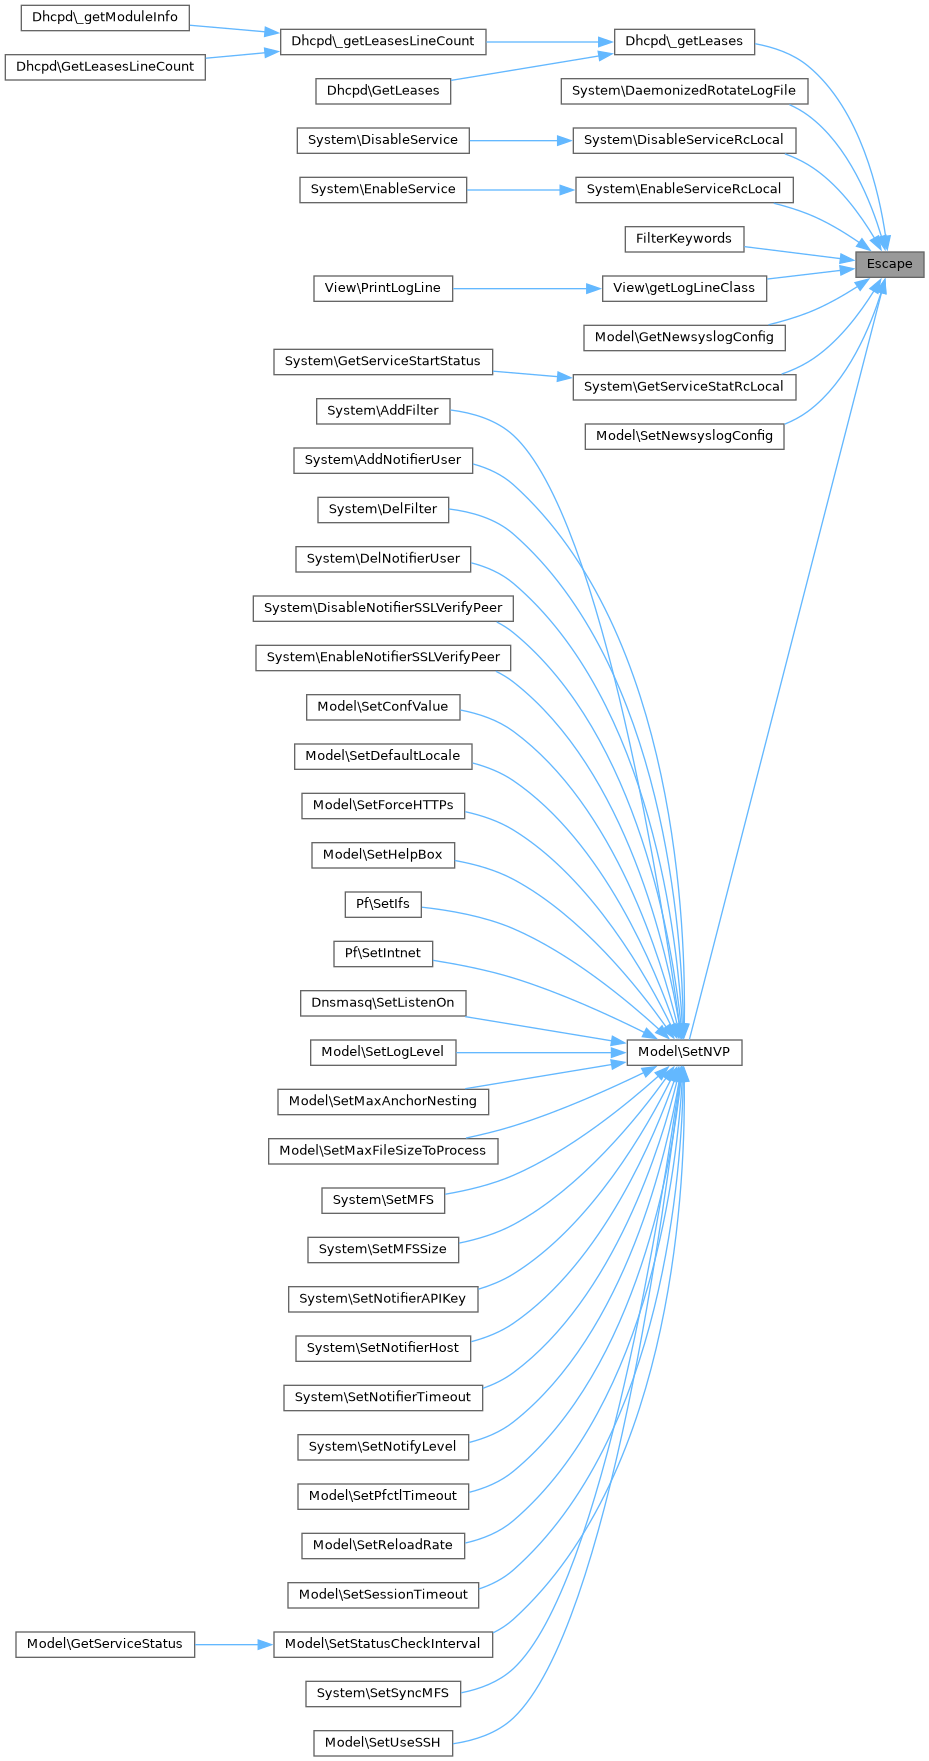 Dhcpd\_getModuleInfo
Dhcpd\GetLeasesLineCount
Dhcpd\_getLeasesLineCount
Dhcpd\_getLeases
Dhcpd\GetLeases
System\DaemonizedRotateLogFile
System\DisableService
System\DisableServiceRcLocal
System\EnableService
System\EnableServiceRcLocal
FilterKeywords
Escape
View\PrintLogLine
View\getLogLineClass
Model\GetNewsyslogConfig
System\GetServiceStartStatus
System\GetServiceStatRcLocal
System\AddFilter
Model\SetNewsyslogConfig
System\AddNotifierUser
System\DelFilter
System\DelNotifierUser
System\DisableNotifierSSLVerifyPeer
System\EnableNotifierSSLVerifyPeer
Model\SetConfValue
Model\SetDefaultLocale
Model\SetForceHTTPs
Model\SetHelpBox
Pf\SetIfs
Pf\SetIntnet
Dnsmasq\SetListenOn
Model\SetLogLevel
Model\SetNVP
Model\SetMaxAnchorNesting
Model\SetMaxFileSizeToProcess
System\SetMFS
System\SetMFSSize
System\SetNotifierAPIKey
System\SetNotifierHost
System\SetNotifierTimeout
System\SetNotifyLevel
Model\SetPfctlTimeout
Model\SetReloadRate
Model\SetSessionTimeout
Model\GetServiceStatus
Model\SetStatusCheckInterval
System\SetSyncMFS
Model\SetUseSSH